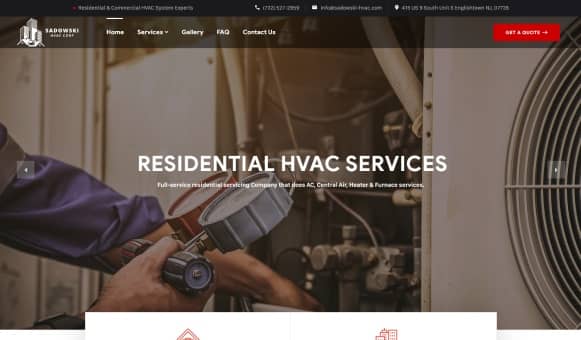 Residential & Commercial HVAC System Experts
(732) 527-2959
info@sadowski-hvac.com
415 US 9 South Unit 5 Englishtown NJ, 07726
SADOWSKI
HVAC CORP
Home
Services
Gallery
FAQ
Contact Us
GET A QUOTE →
RESIDENTIAL HVAC SERVICES
Full-service residential servicing Company that does AC, Central Air, Heater & Furnace services.